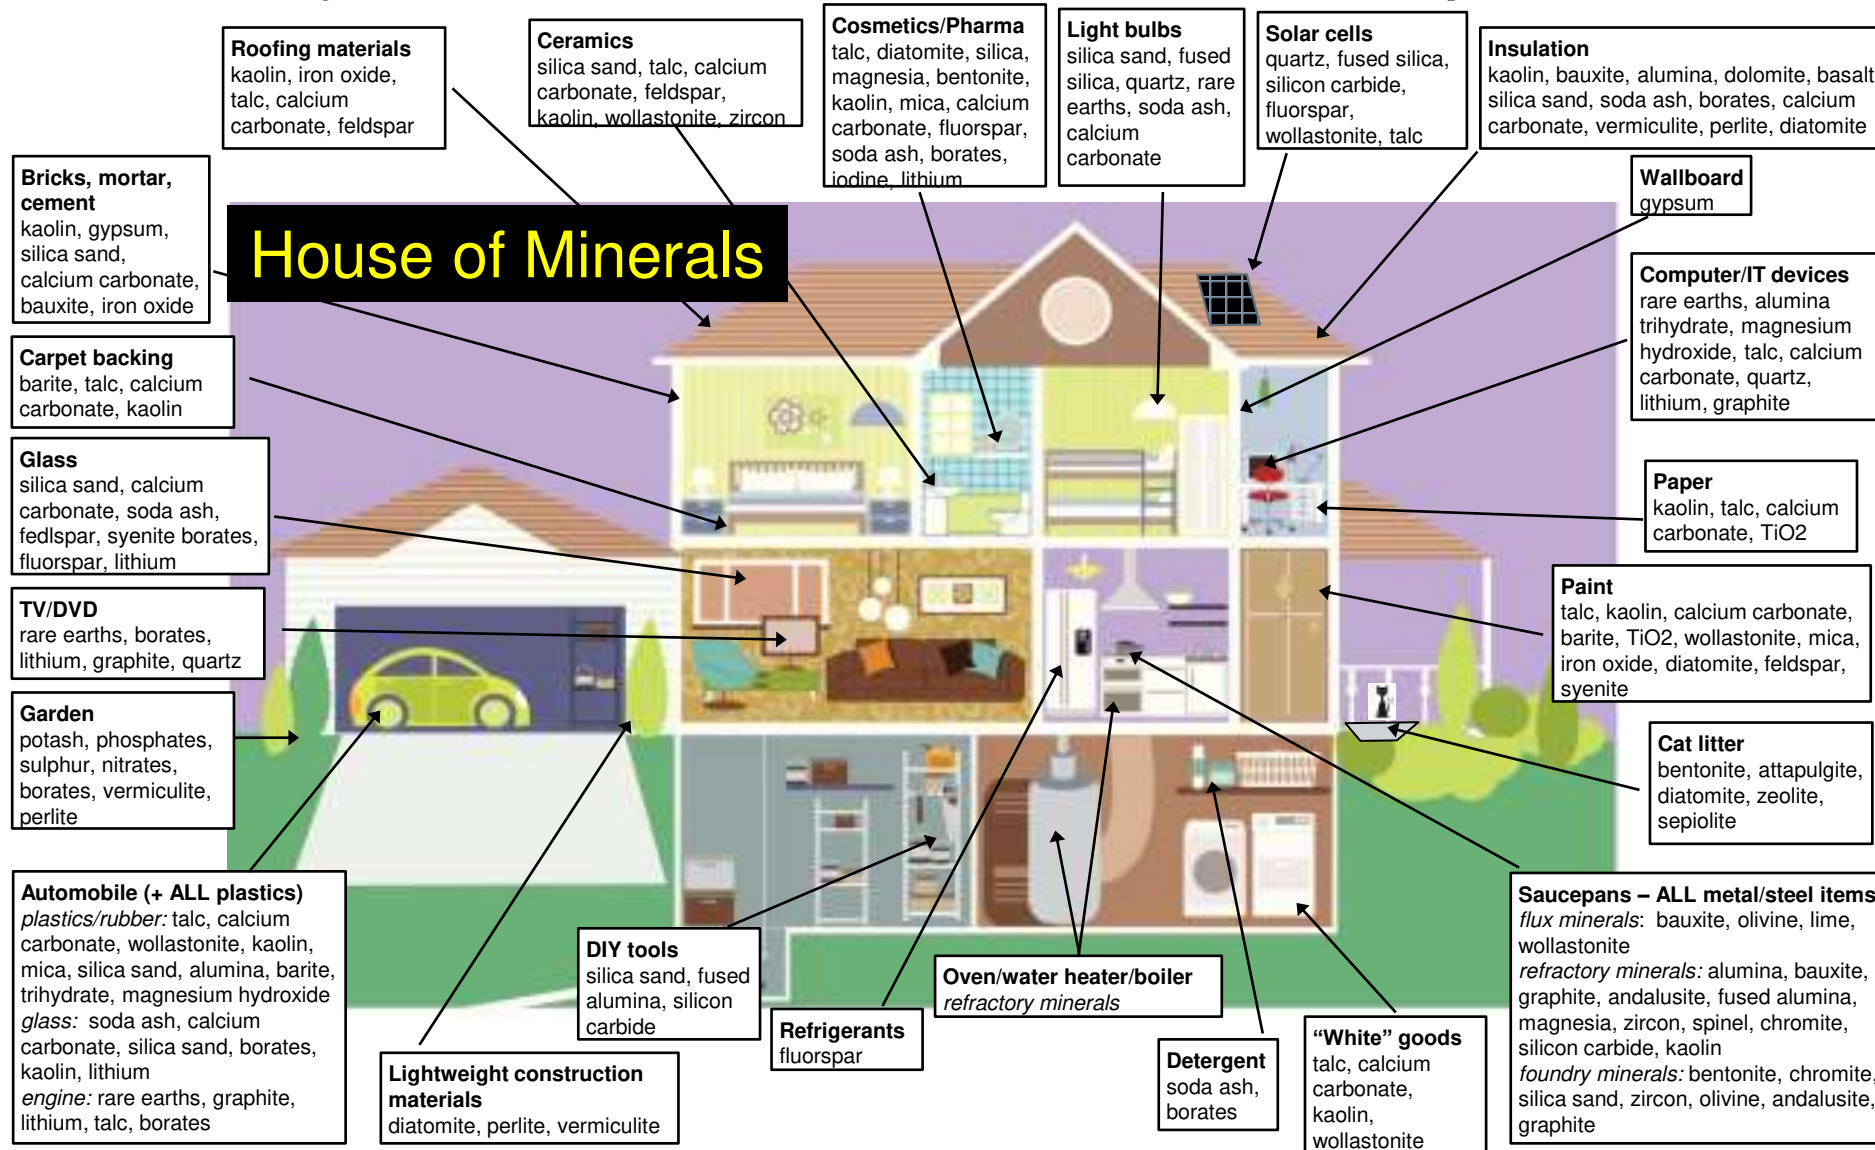 Roofing materials
kaolin, iron oxide,
talc, calcium
carbonate, feldspar
Ceramics
silica sand, talc, calcium
carbonate, feldspar,
kaolin, wollastonite, zircon
Cosmetics/Pharma
talc, diatomite, silica,
magnesia, bentonite,
kaolin, mica, calcium
carbonate, fluorspar,
soda ash, borates,
iodine, lithium
Light bulbs
silica sand, fused
silica, quartz, rare
earths, soda ash,
calcium
carbonate
Solar cells
quartz, fused silica,
silicon carbide,
fluorspar,
wollastonite, talc
Insulation
kaolin, bauxite, alumina, dolomite, basalt
silica sand, soda ash, borates, calcium
carbonate, vermiculite, perlite, diatomite
Bricks, mortar,
cement
kaolin, gypsum,
silica sand,
calcium carbonate,
bauxite, iron oxide
House of Minerals
Wallboard
gypsum
Computer/IT devices
rare earths, alumina
trihydrate, magnesium
hydroxide, talc, calcium
carbonate, quartz,
lithium, graphite
Carpet backing
barite, talc, calcium
carbonate, kaolin
Glass
silica sand, calcium
carbonate, soda ash,
fedlspar, syenite borates,
fluorspar, lithium
Paper
kaolin, talc, calcium
carbonate, TiO2
TV/DVD
rare earths, borates,
lithium, graphite, quartz
Paint
talc, kaolin, calcium carbonate,
barite, TiO2, wollastonite, mica,
iron oxide, diatomite, feldspar,
syenite
Garden
potash, phosphates,
sulphur, nitrates,
borates, vermiculite,
perlite
Cat litter
bentonite, attapulgite,
diatomite, zeolite,
sepiolite
Automobile (+ ALL plastics)
plastics/rubber: talc, calcium
carbonate, wollastonite, kaolin,
mica, silica sand, alumina, barite,
trihydrate, magnesium hydroxide
glass: soda ash, calcium
carbonate, silica sand, borates,
kaolin, lithium
engine: rare earths, graphite,
lithium, talc, borates
Lightweight construction
materials
diatomite, perlite, vermiculite
DIY tools
silica sand, fused
alumina, silicon
carbide
Refrigerants
fluorspar
Oven/water heater/boiler
refractory minerals
Detergent
soda ash,
borates
“White” goods
talc, calcium
carbonate,
kaolin,
wollastonite
Saucepans – ALL metal/steel items
flux minerals: bauxite, olivine, lime,
wollastonite
refractory minerals: alumina, bauxite,
graphite, andalusite, fused alumina,
magnesia, zircon, spinel, chromite,
silicon carbide, kaolin
foundry minerals: bentonite, chromite,
silica sand, zircon, olivine, andalusite,
graphite